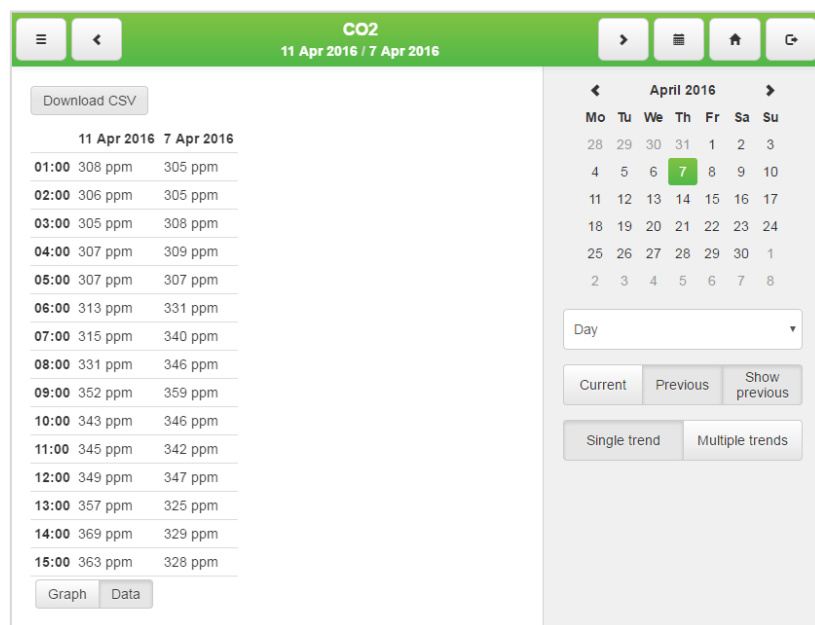 CO2
11 Apr 2016 / 7 Apr 2016
Download CSV
11 Apr 2016 7 Apr 2016
01:00 308 ppm 305 ppm
02:00 306 ppm 305 ppm
03:00 305 ppm 308 ppm
04:00 307 ppm 309 ppm
05:00 307 ppm 307 ppm
06:00 313 ppm 331 ppm
07:00 315 ppm 340 ppm
08:00 331 ppm 346 ppm
09:00 352 ppm 359 ppm
10:00 343 ppm 346 ppm
11:00 345 ppm 342 ppm
12:00 349 ppm 347 ppm
13:00 357 ppm 325 ppm
14:00 369 ppm 329 ppm
15:00 363 ppm 328 ppm
Graph Data
April 2016
Mo Tu We Th Fr Sa Su
28 29 30 31 1 2 3
4 5 6 7 8 9 10
11 12 13 14 15 16 17
18 19 20 21 22 23 24
25 26 27 28 29 30 1
2 3 4 5 6 7 8
Day
Current Previous Show
previous
Single trend Multiple trends